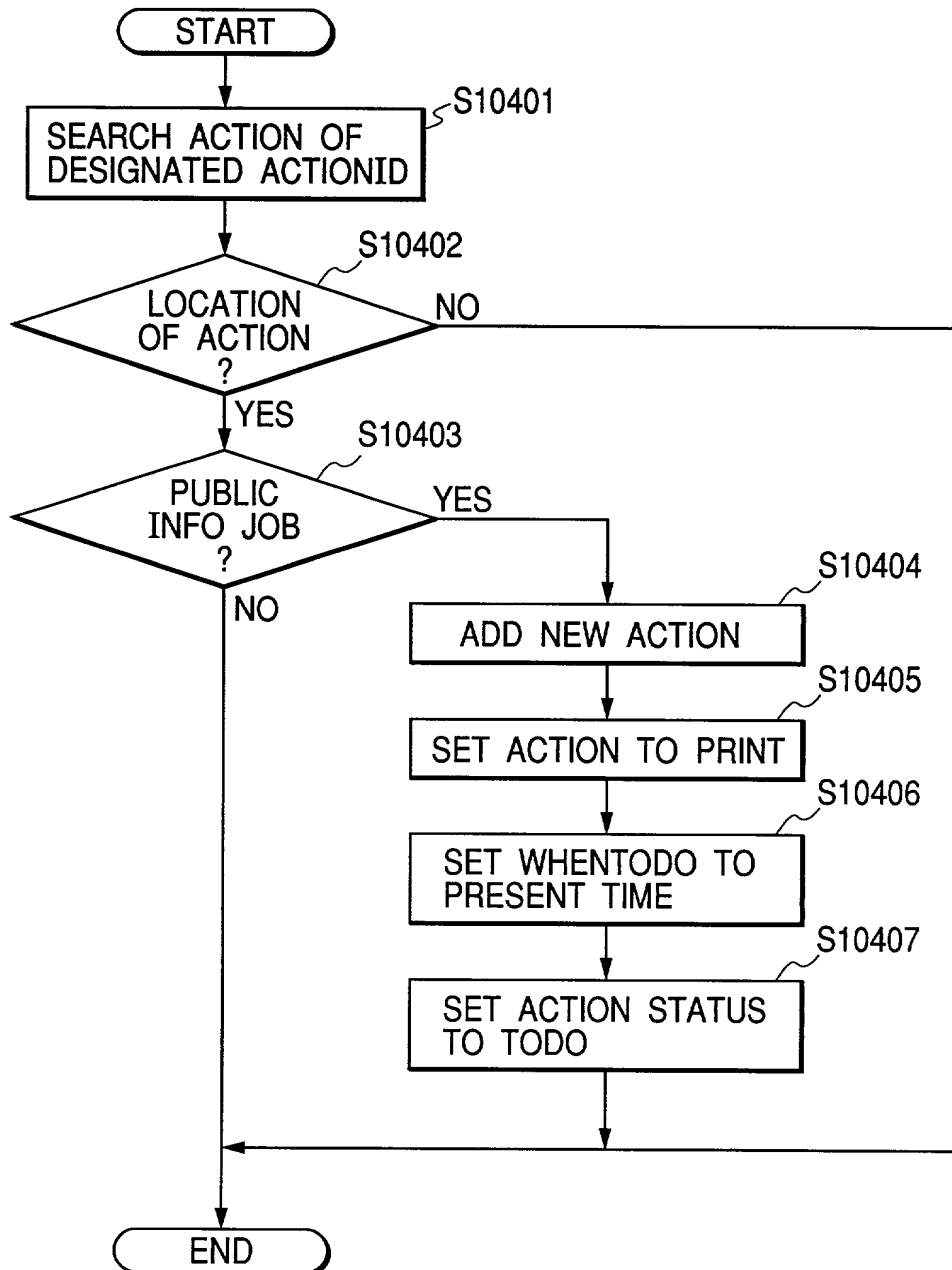 START
S10401
SEARCH ACTION OF
DESIGNATED ACTIONID
S10402
LOCATION
OF ACTION
?
NO
YES
S10403
PUBLIC
INFO JOB
?
YES
NO
S10404
ADD NEW ACTION
S10405
SET ACTION TO PRINT
S10406
SET WHENTODO TO
PRESENT TIME
S10407
SET ACTION STATUS
TO TODO
END